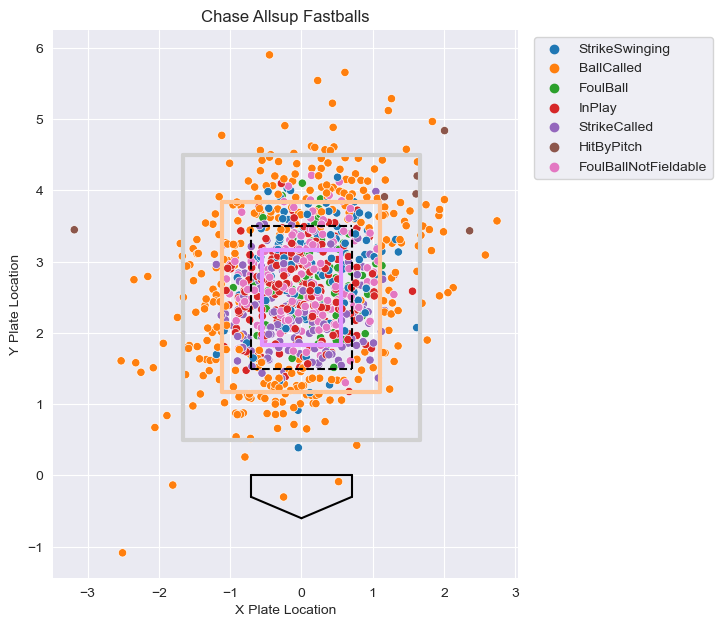 Chase Allsup Fastballs
StrikeSwinging
BallCalled
FoulBall
InPlay
StrikeCalled
HitByPitch
FoulBallNotFieldable
Y Plate Location
6
5
4
3
2
1
0
−1
−3 −2 −1 0 1 2 3
X Plate Location